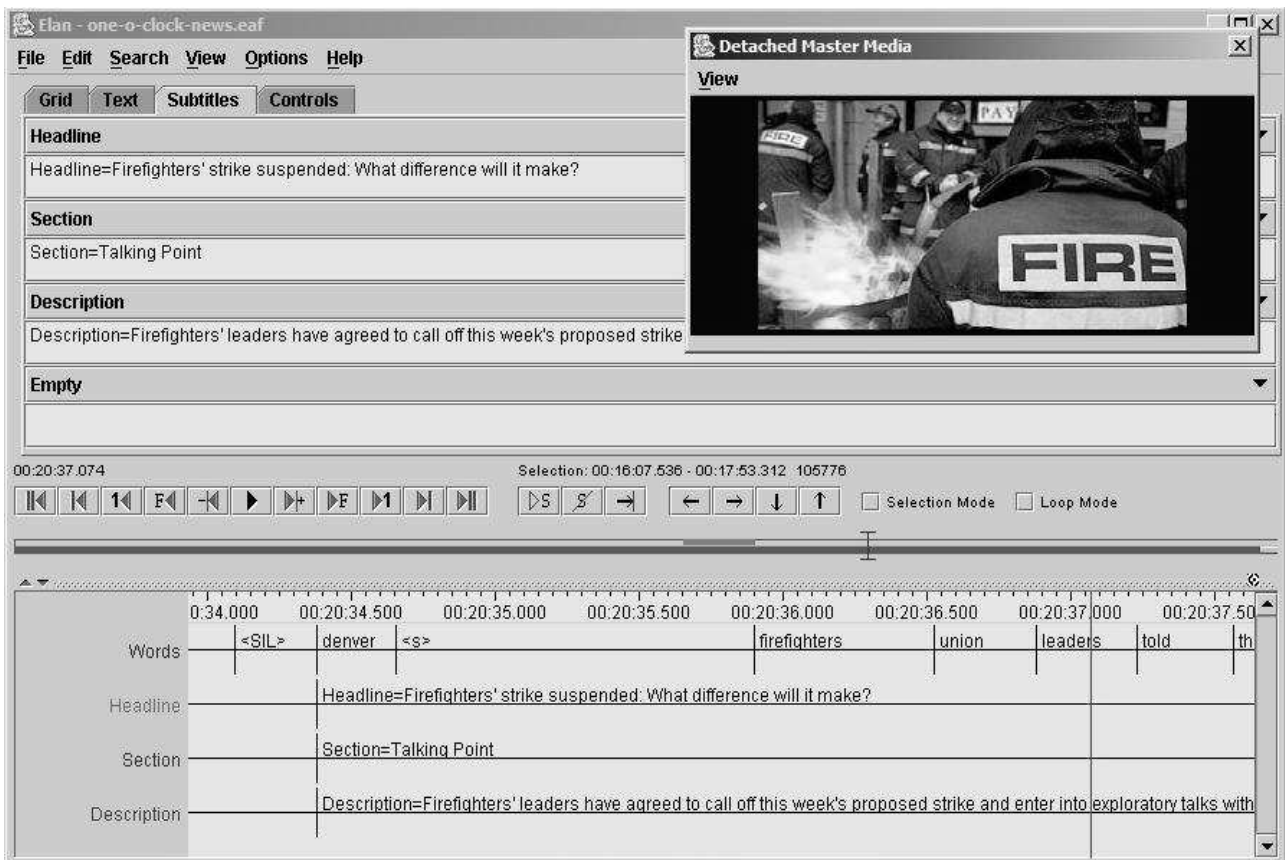 Elan - one-o-clock-news.eaf
File Edit Search View Options Help
Detached Master Media
View
PAY
FIRE
FIRE
Grid Text Subtitles Controls
Headline
Headline=Firefighters' strike suspended: What difference will it make?
Section
Section=Talking Point
Description
Description=Firefighters' leaders have agreed to call off this week's proposed strike
Empty
00:20:37.074 Selection: 00:16:07.536 - 00:17:53.312 105776
1 F + F 1 S S Selection Mode Loop Mode
0:34.000 00:20:34.500 00:20:35.000 00:20:35.500 00:20:36.000 00:20:36.500 00:20:37.000 00:20:37.50
Words <SIL> denver <s> firefighters union leaders told th
Headline Headline=Firefighters' strike suspended: What difference will it make?
Section Section=Talking Point
Description Description=Firefighters' leaders have agreed to call off this week's proposed strike and enter into exploratory talks with